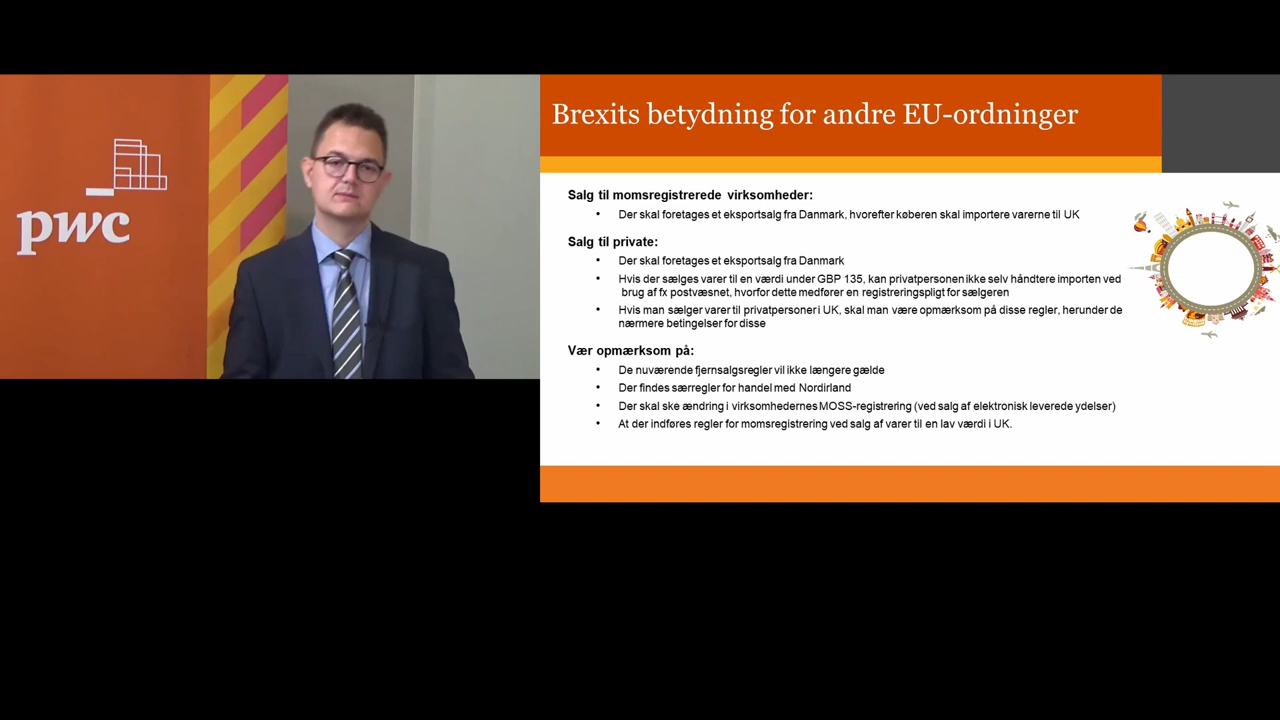 pwc
Brexits betydning for andre EU-ordninger
Salg til momsregistrerede virksomheder:
• Der skal foretages et eksportsalg fra Danmark, hvorefter køberen skal importere varerne til UK
Salg til private:
• Der skal foretages et eksportsalg fra Danmark
• Hvis der sælges varer til en værdi under GBP 135, kan privatpersonen ikke selv håndtere importen ved
brug af fx postvæsnet, hvorfor dette medfører en registreringspligt for sælgeren
• Hvis man sælger varer til privatpersoner i UK, skal man være opmærksom på disse regler, herunder de
nærmere betingelser for disse
Vær opmærksom på:
• De nuværende fjernsalgsregler vil ikke længere gælde
• Der findes særregler for handel med Nordirland
• Der skal ske ændring i virksomhedernes MOSS-registrering (ved salg af elektronisk leverede ydelser)
• At der indføres regler for momsregistrering ved salg af varer til en lav værdi i UK.